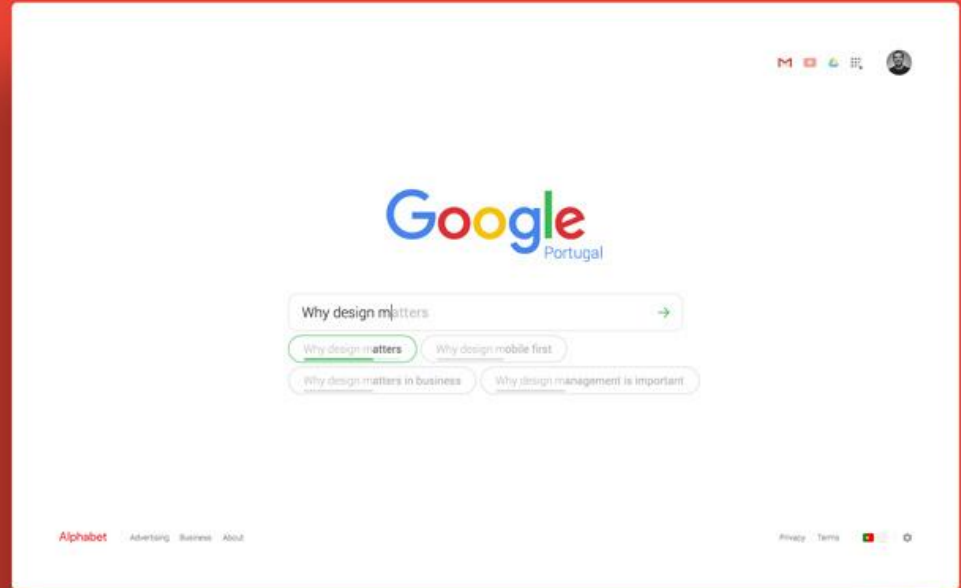 Google
Portugal
Why design matters
Why design matters
Why design mobile first
Why design matters in business
Why design management is important
Alphabet Advertising Business About
Privacy Terms